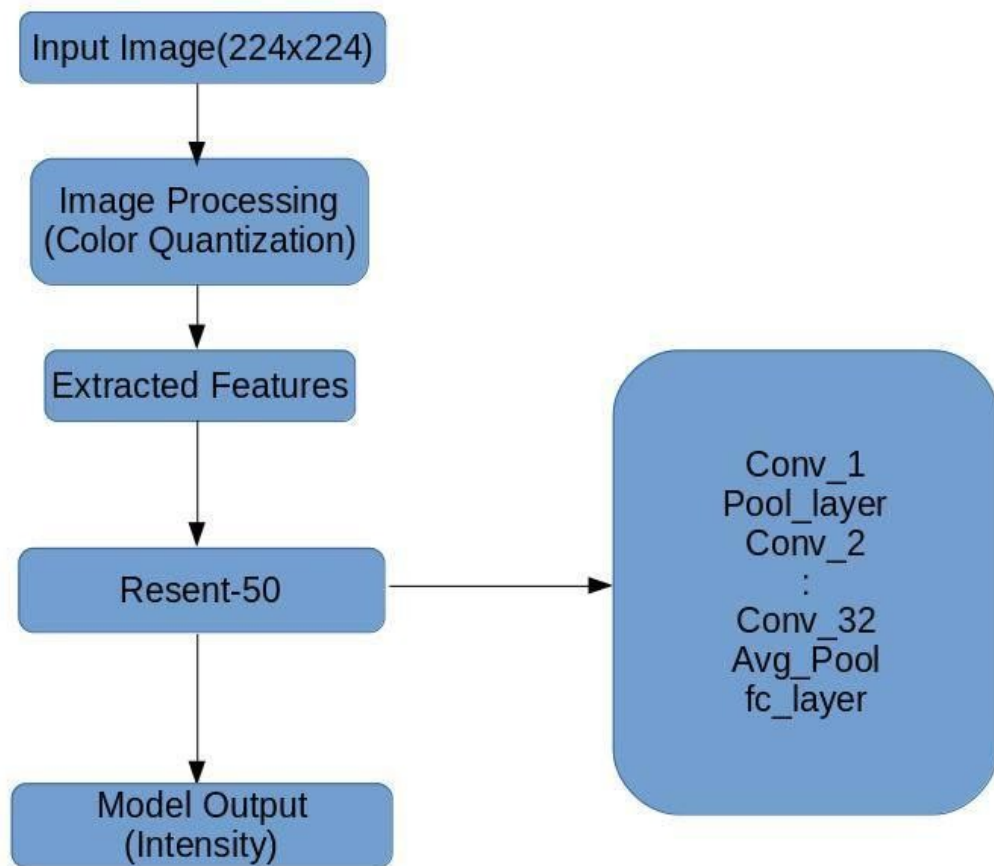 Input Image(224x224)
Image Processing
(Color Quantization)
Extracted Features
Resent-50
Model Output
(Intensity)
Conv_1
Pool_layer
Conv_2
:
Conv_32
Avg_Pool
fc_layer